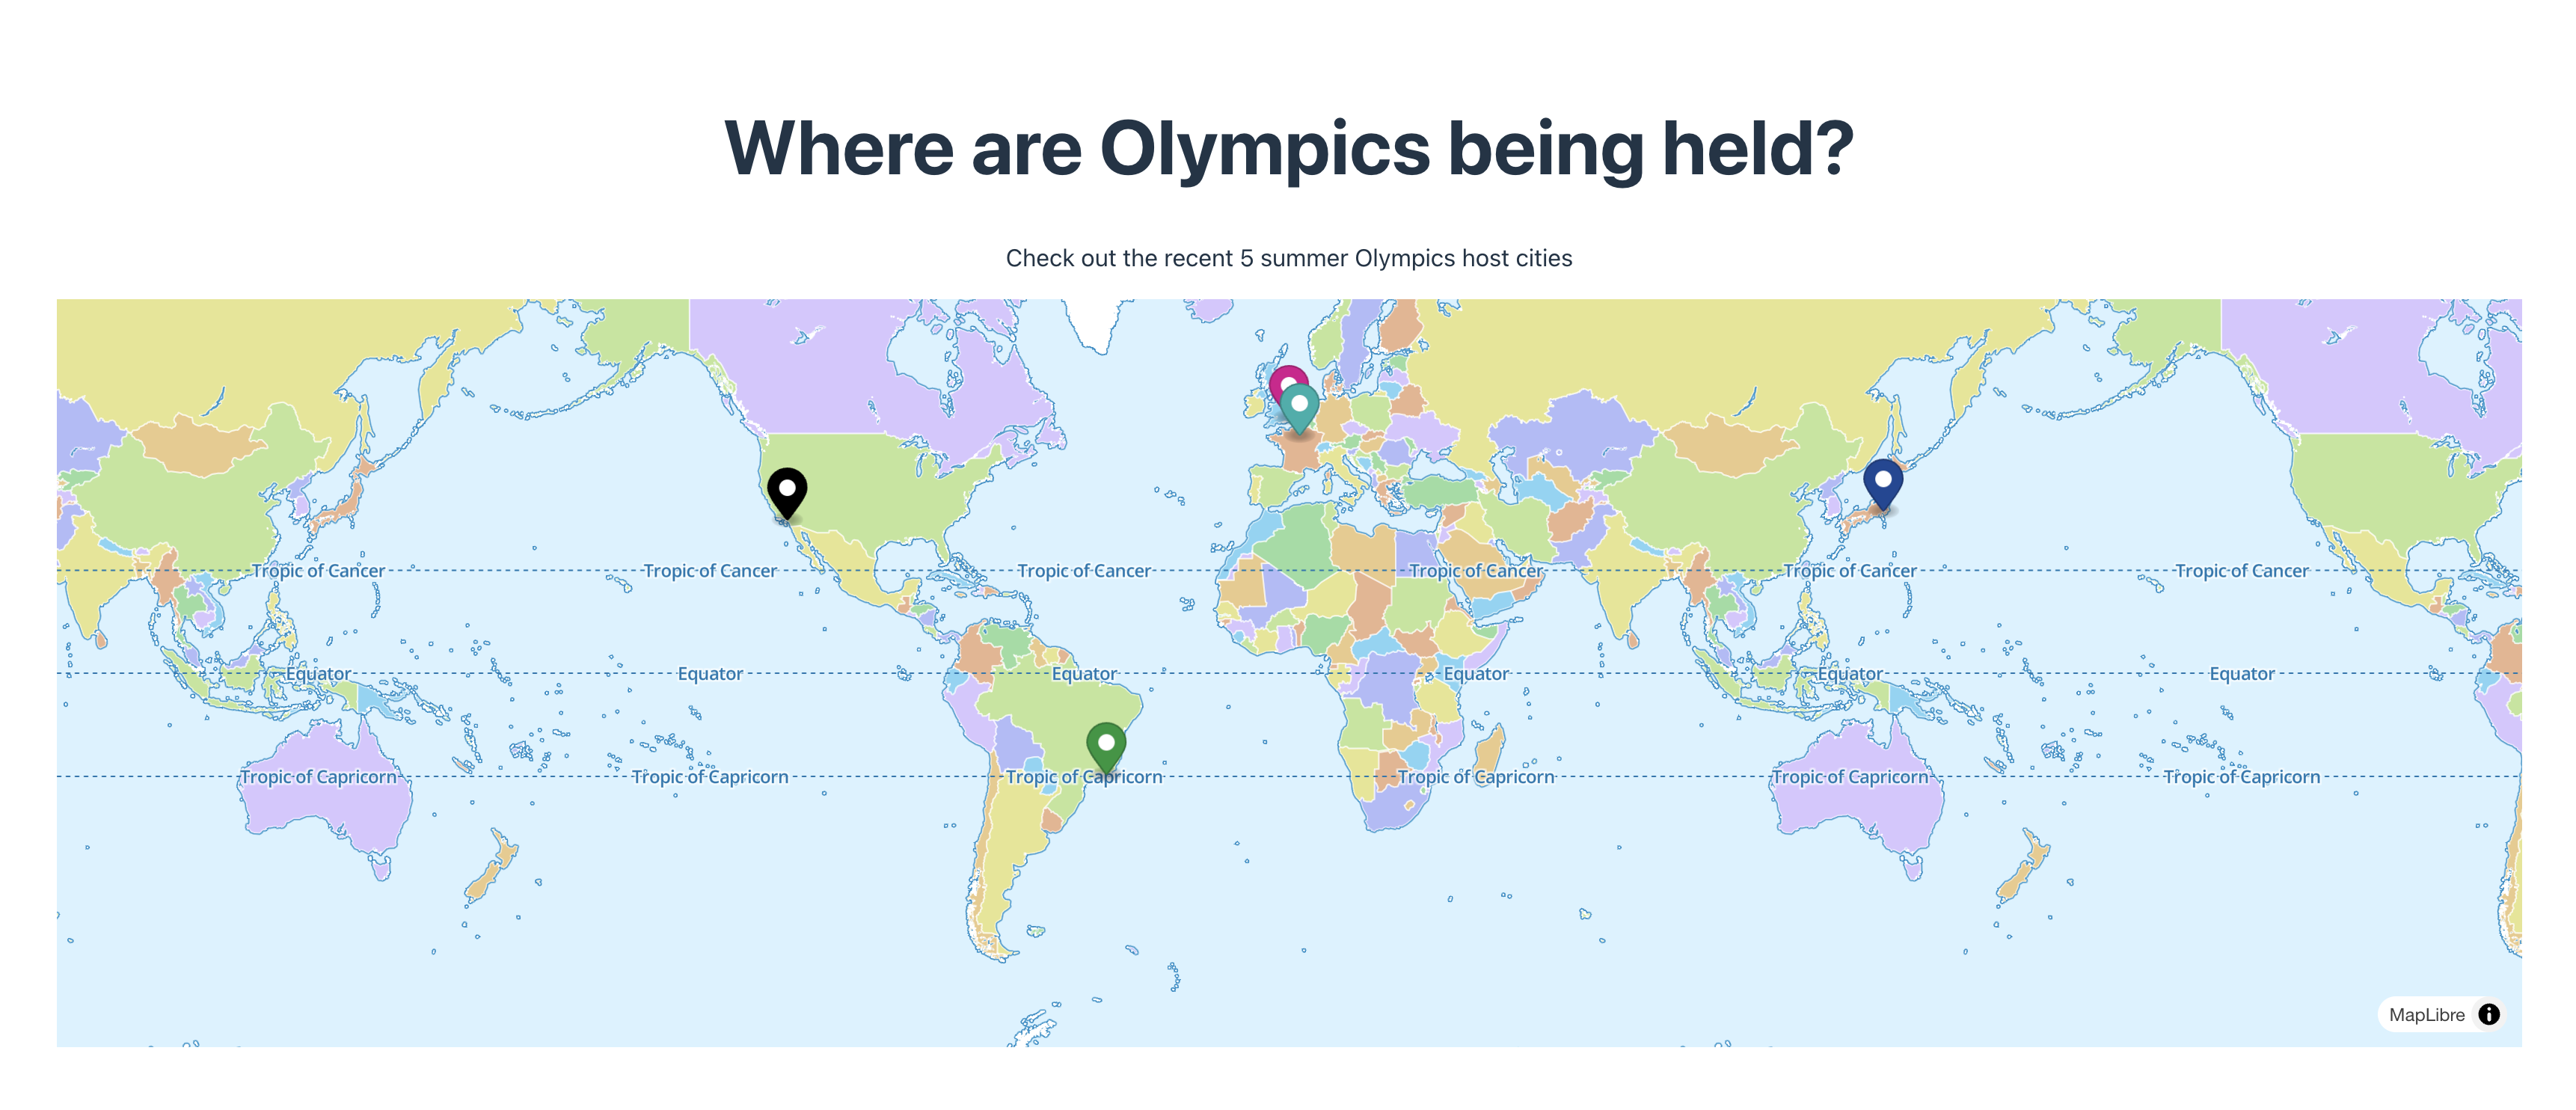 Where are Olympics being held?
Check out the recent 5 summer Olympics host cities
Tropic of Cancer Tropic of Cancer Tropic of Cancer Tropic of Cancer Tropic of Cancer Tropic of Cancer
Equator Equator Equator Equator Equator Equator
Tropic of Capricorn Tropic of Capricorn Tropic of Capricorn Tropic of Capricorn Tropic of Capricorn Tropic of Capricorn
MapLibre